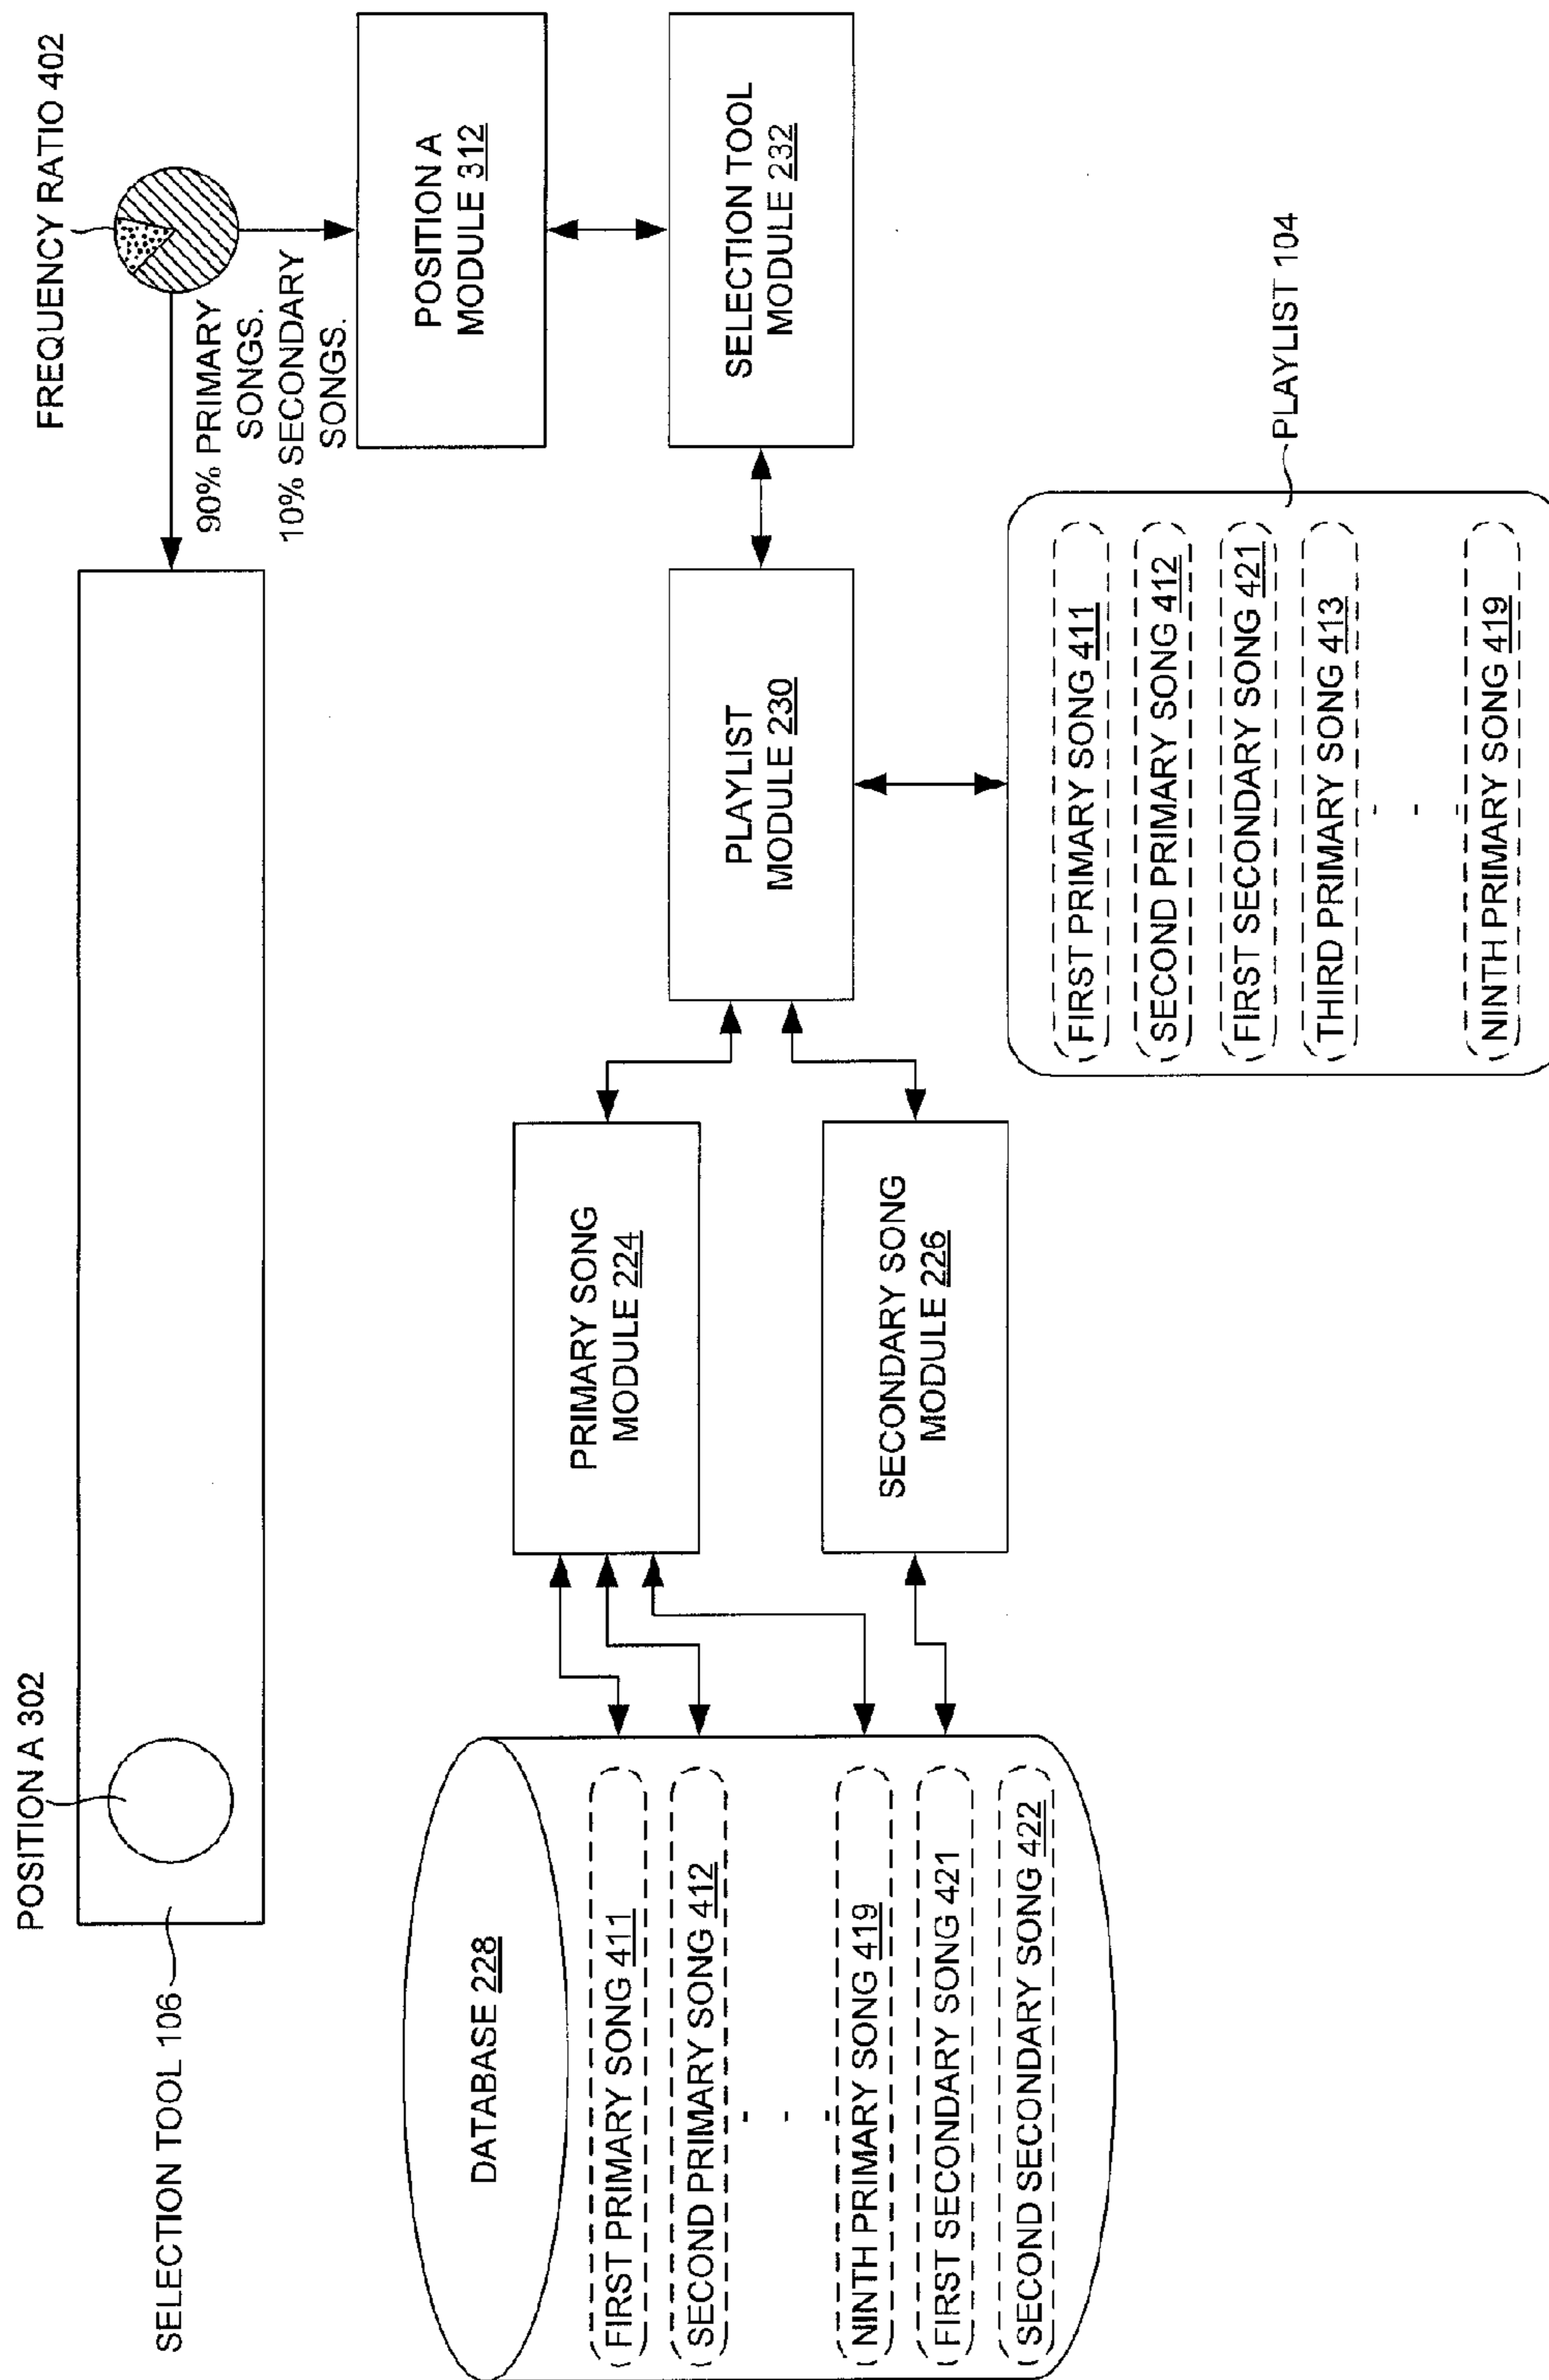 POSITION A 302
SELECTION TOOL 106
FREQUENCY RATIO 402
90% PRIMARY
SONGS.
10% SECONDARY
SONGS.
POSITION A
MODULE 312
SELECTION TOOL
MODULE 232
PLAYLIST
MODULE 230
PRIMARY SONG
MODULE 224
SECONDARY SONG
MODULE 226
DATABASE 228
FIRST PRIMARY SONG 411
SECOND PRIMARY SONG 412
. . .
NINTH PRIMARY SONG 419
FIRST SECONDARY SONG 421
SECOND SECONDARY SONG 422
PLAYLIST 104
FIRST PRIMARY SONG 411
SECOND PRIMARY SONG 412
FIRST SECONDARY SONG 421
THIRD PRIMARY SONG 413
. . .
NINTH PRIMARY SONG 419